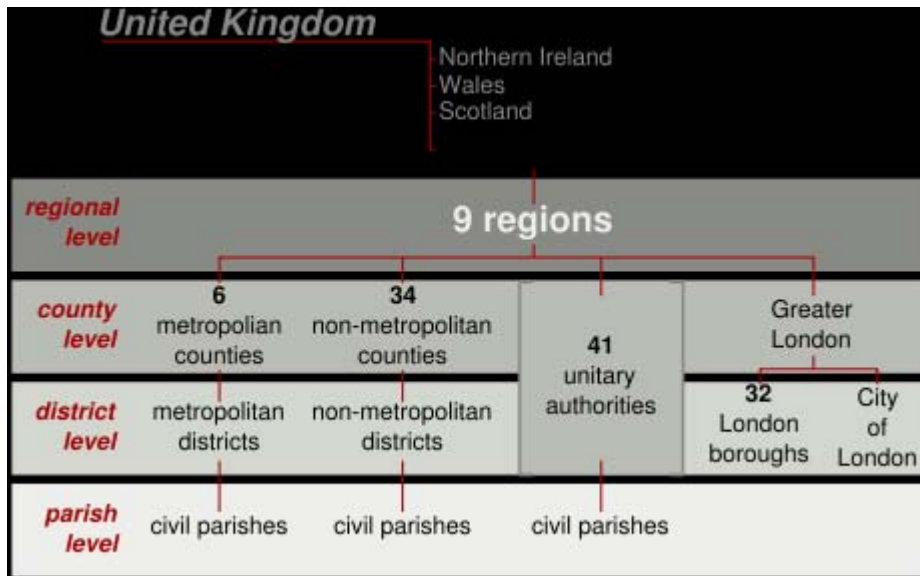 United Kingdom
Northern Ireland
Wales
Scotland
regional
level
9 regions
county
level
6
metropolian
counties
34
non-metropolitan
counties
41
unitary
authorities
Greater
London
district
level
metropolitan
districts
non-metropolitan
districts
32
London
boroughs
City
of
London
parish
level
civil parishes
civil parishes
civil parishes